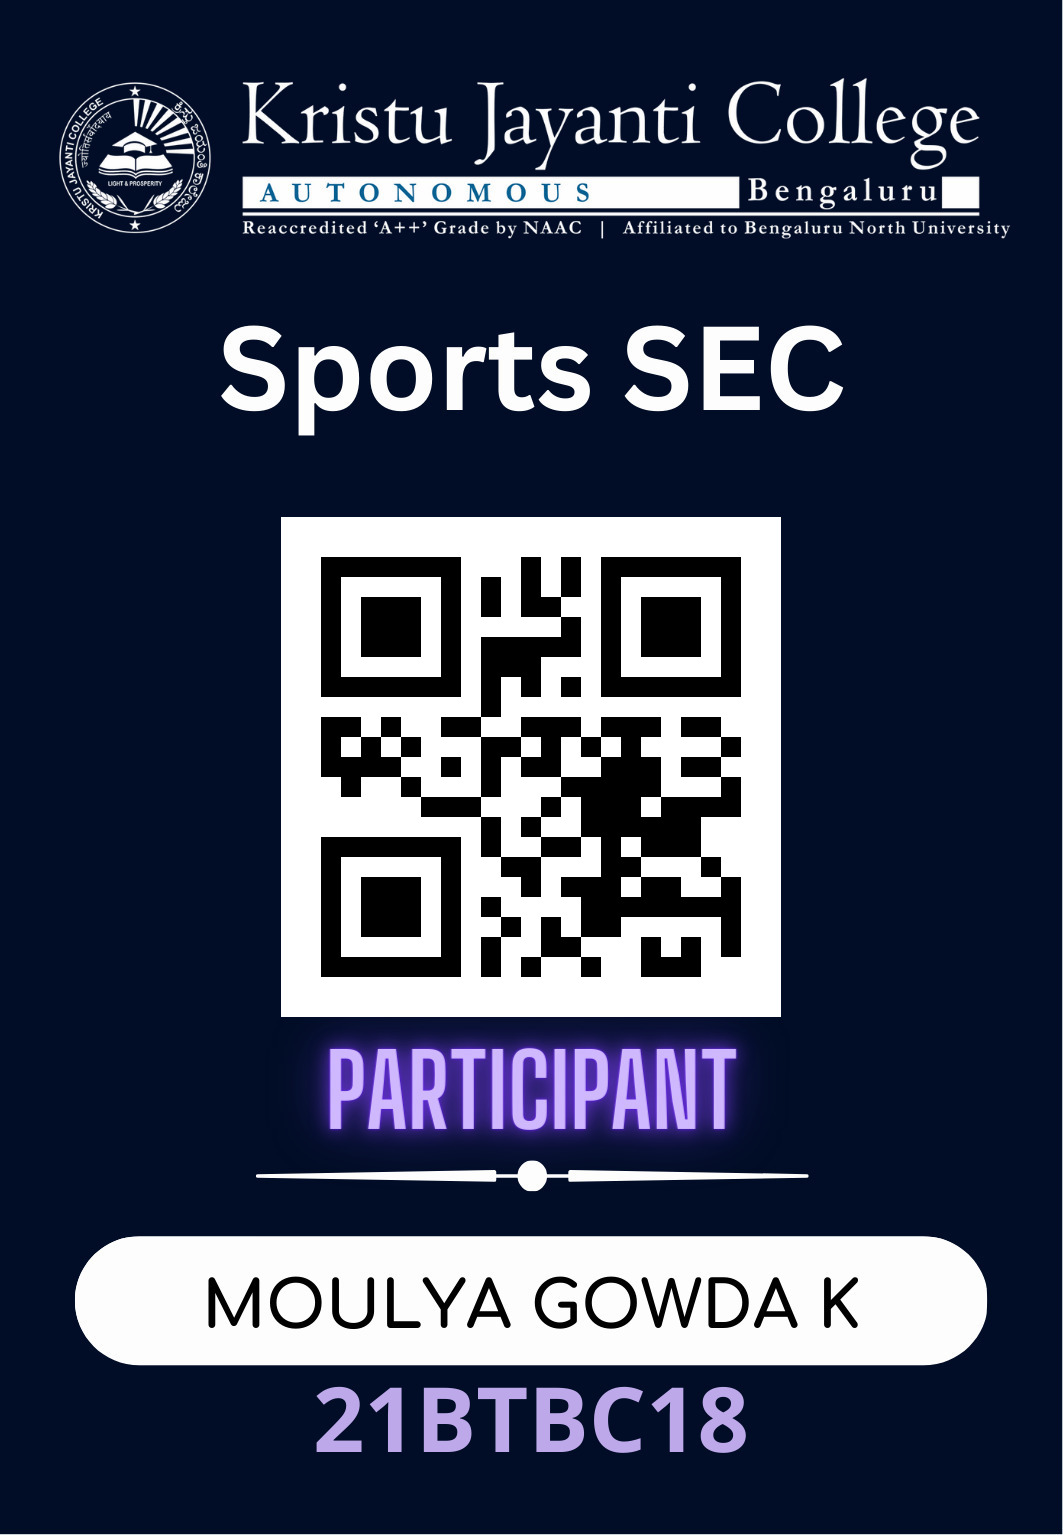 KRISTU JAYANTI COLLEGE
ಕ್ರಿಸ್ತು ಜಯಂತಿ ಕಾಲೇಜು
LIGHT & PROSPERITY
Kristu Jayanti College
AUTONOMOUS Bengaluru
Reaccredited ‘A++’ Grade by NAAC | Affiliated to Bengaluru North University
Sports SEC
PARTICIPANT
MOULYA GOWDA K
21BTBC18